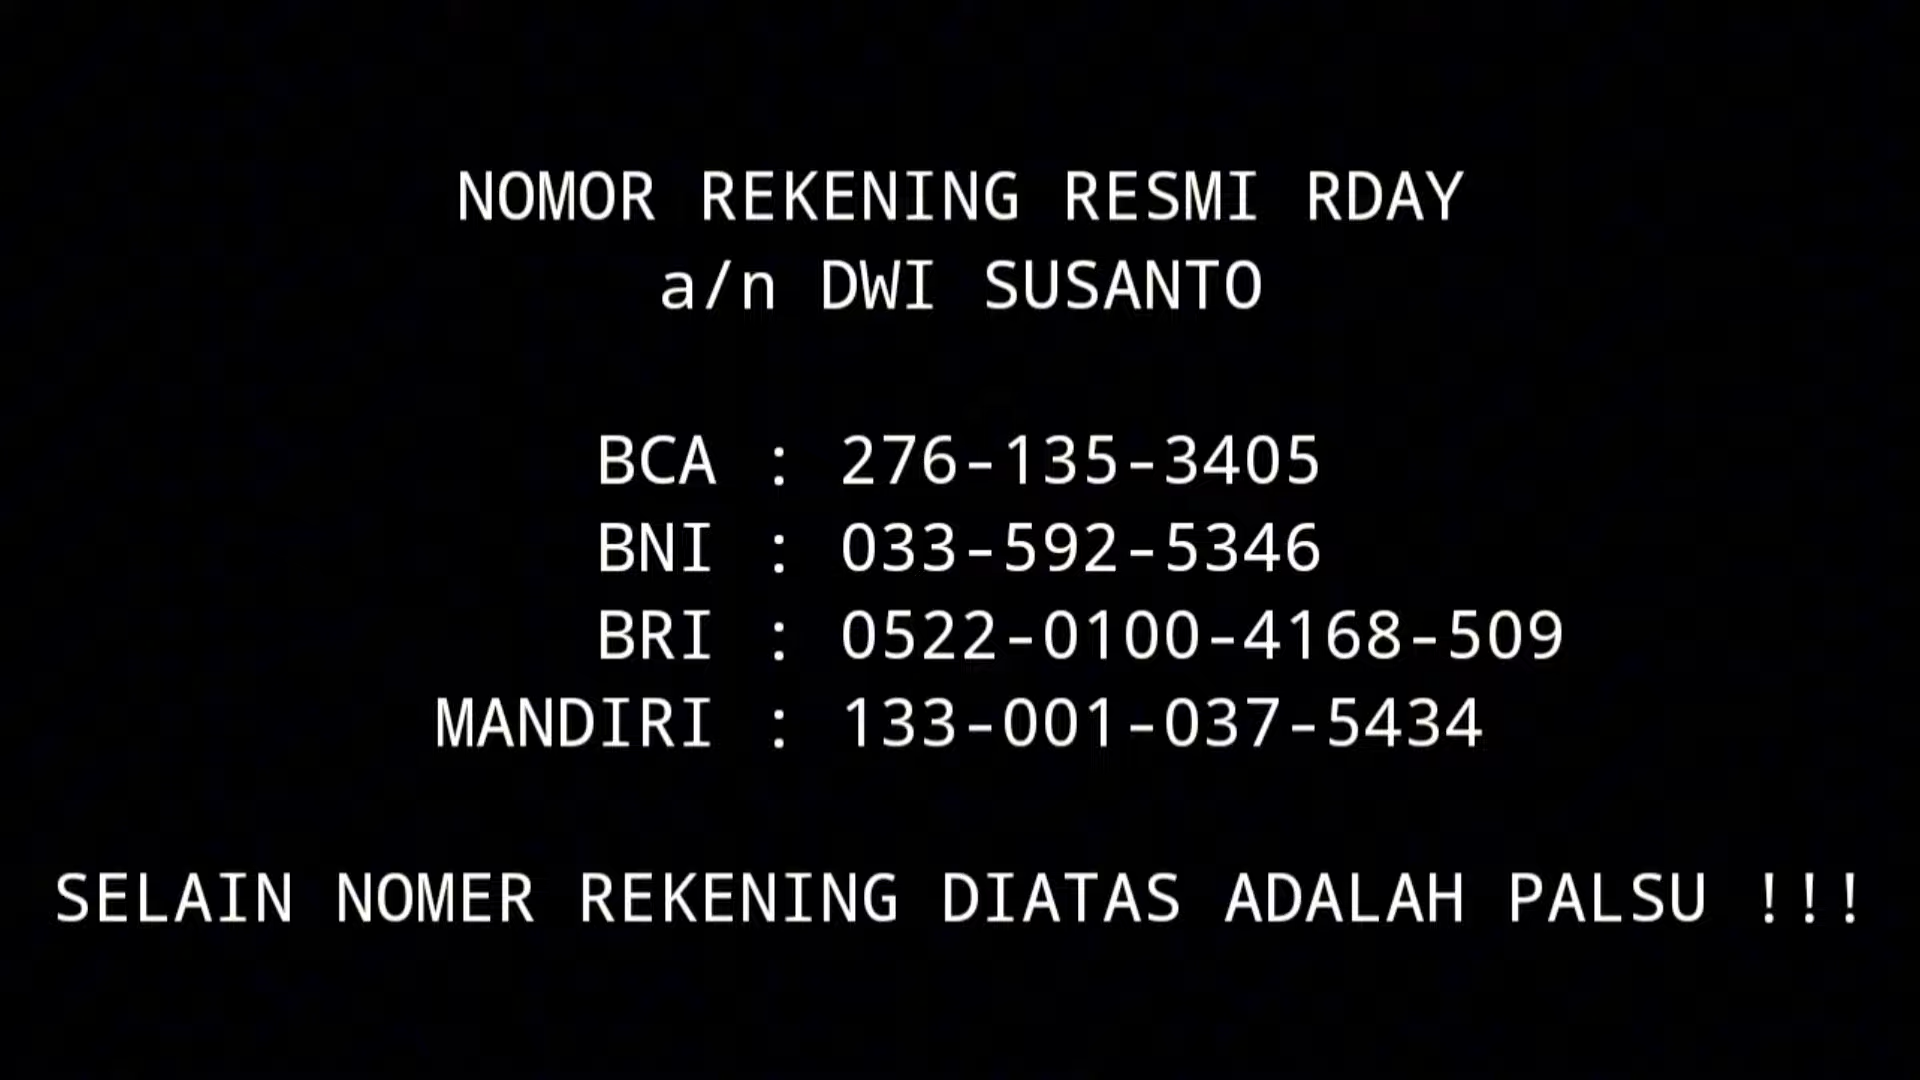 NOMOR REKENING RESMI RDAY
a/n DWI SUSANTO
BCA : 276-135-3405
BNI : 033-592-5346
BRI : 0522-0100-4168-509
MANDIRI : 133-001-037-5434
SELAIN NOMER REKENING DIATAS ADALAH PALSU !!!